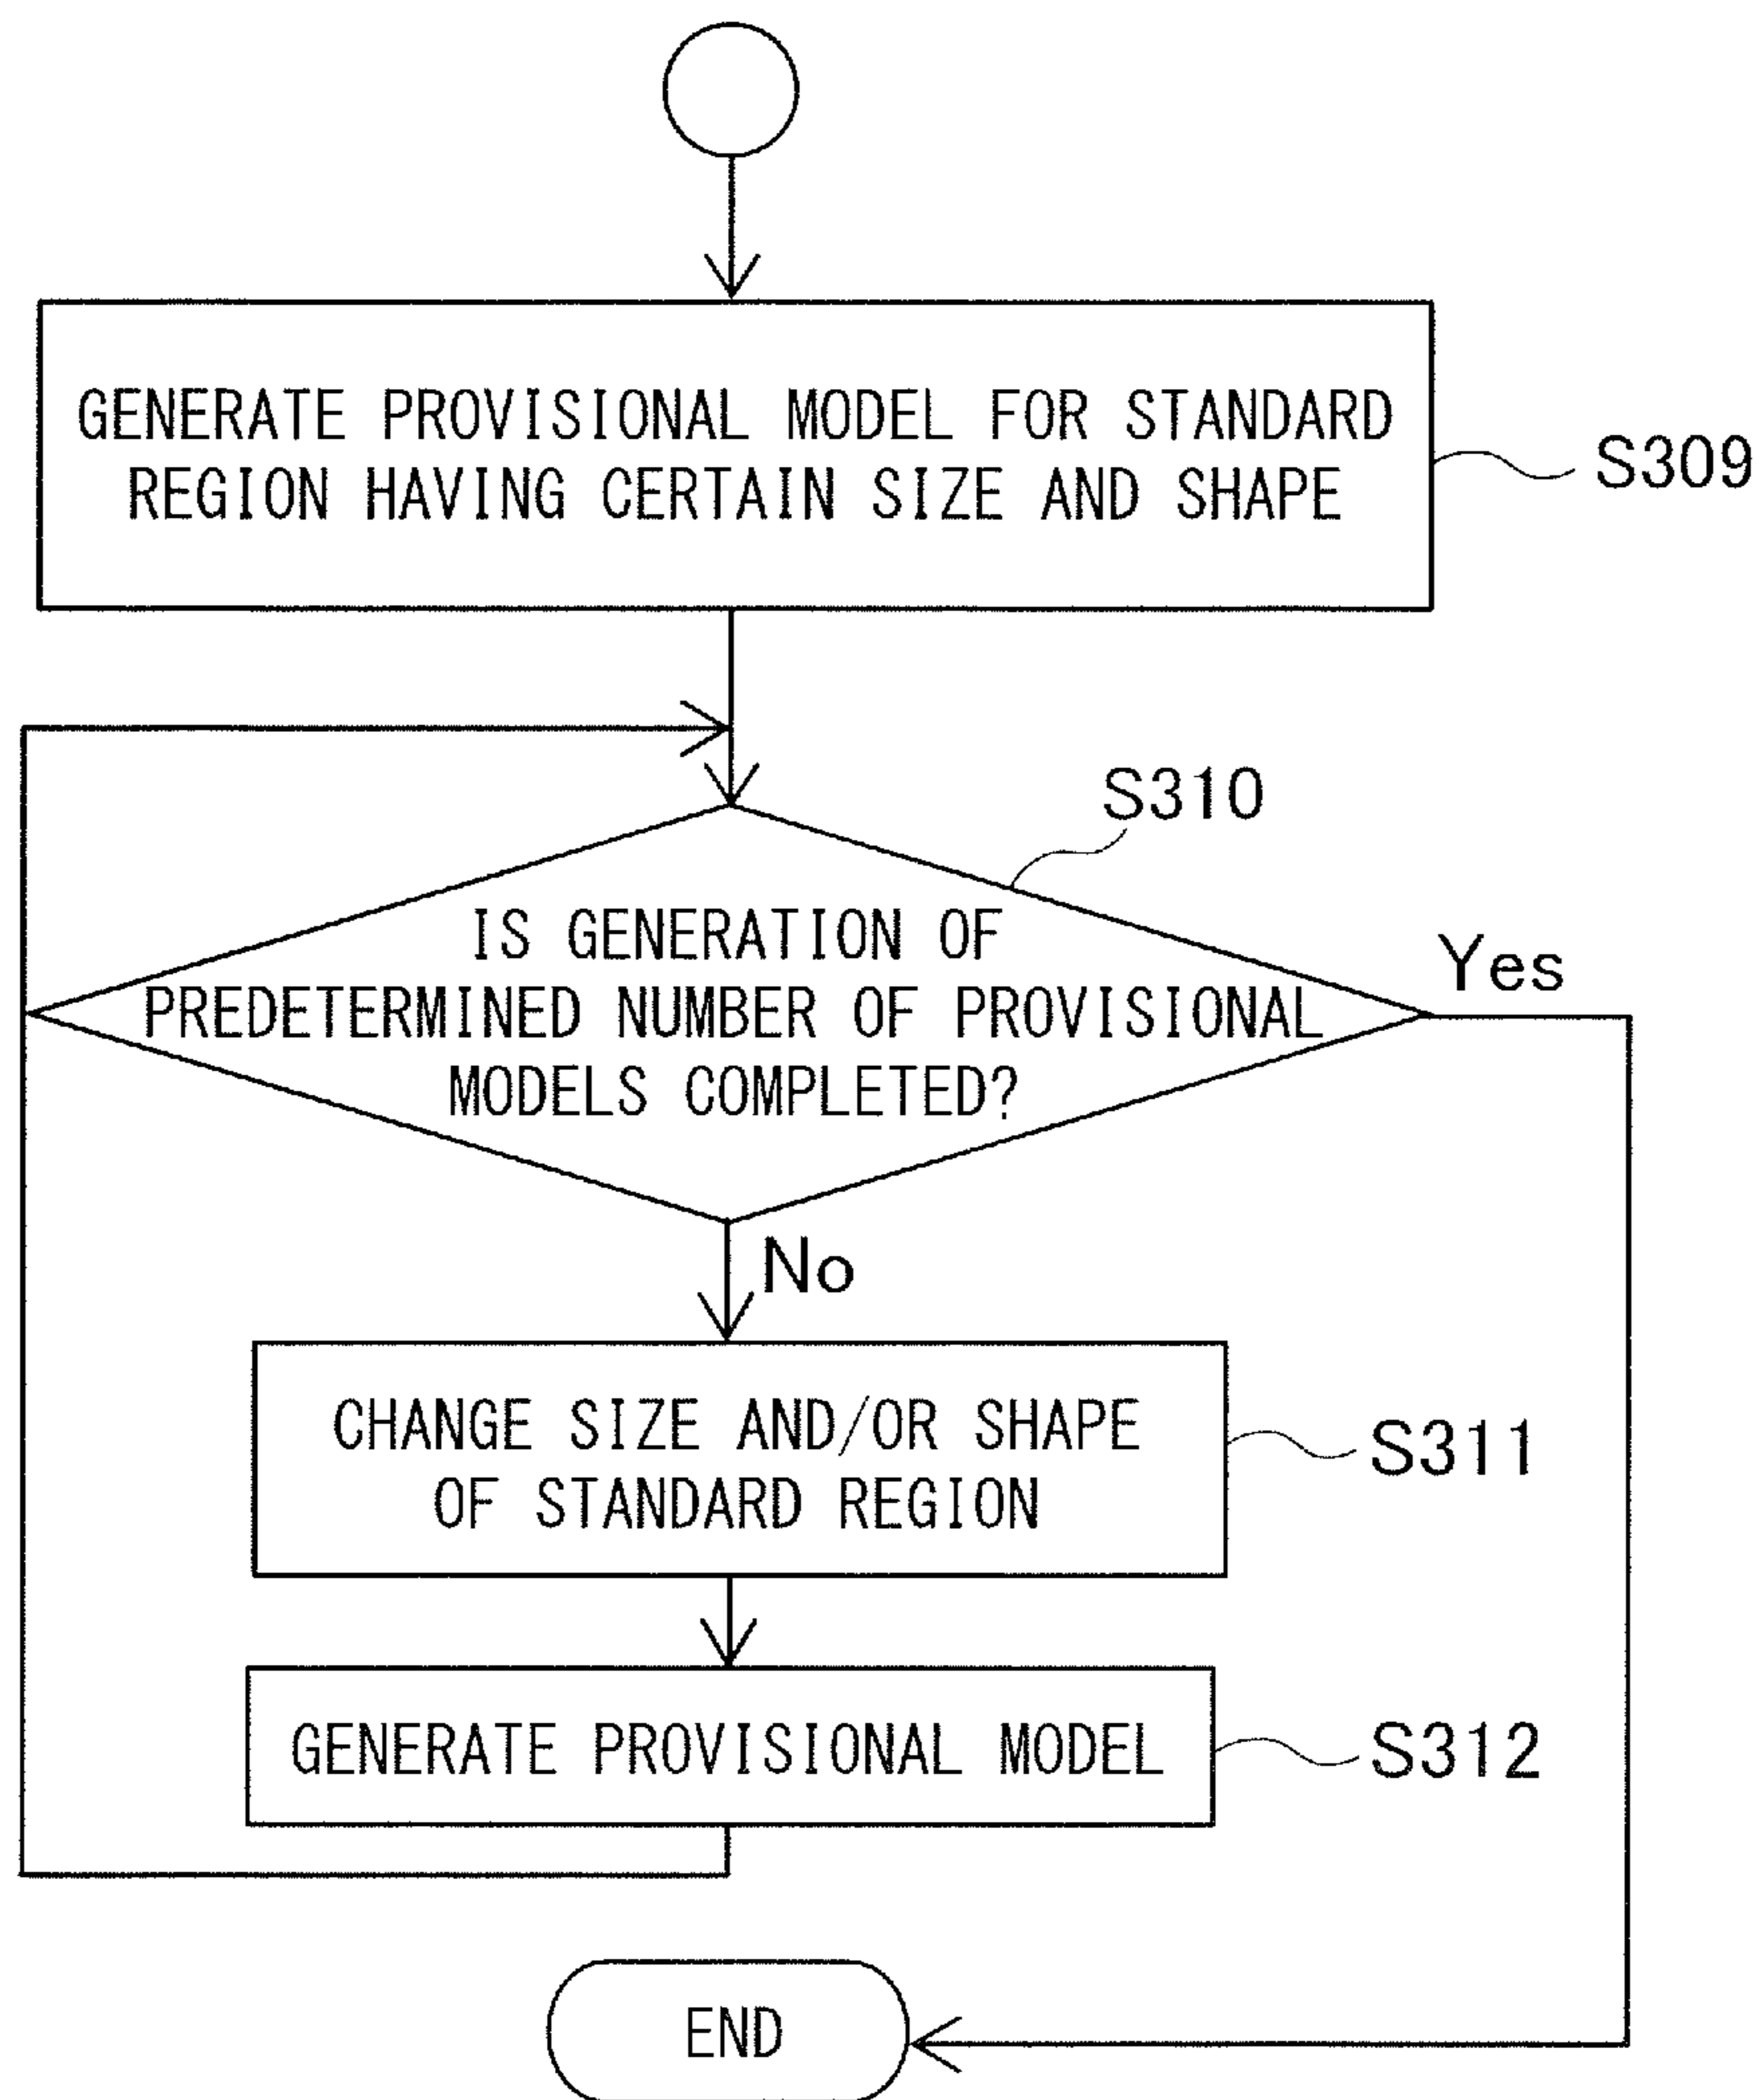 GENERATE PROVISIONAL MODEL FOR STANDARD
REGION HAVING CERTAIN SIZE AND SHAPE
S309
S310
IS GENERATION OF
PREDETERMINED NUMBER OF PROVISIONAL
MODELS COMPLETED?
Yes
No
CHANGE SIZE AND/OR SHAPE
OF STANDARD REGION
S311
GENERATE PROVISIONAL MODEL
S312
END